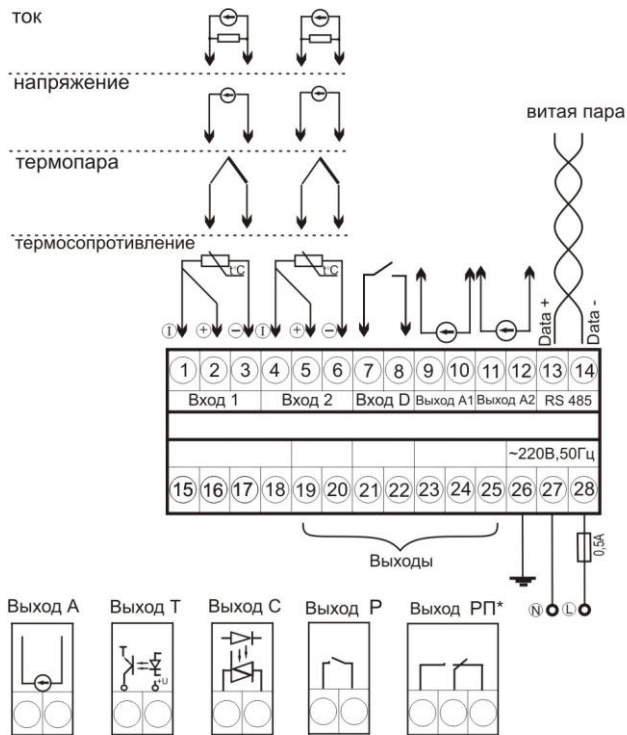 ток
напряжение
витая пара
термопара
термосопротивление
t°C t°C
I + − I + −
Data +
Data -
1 2 3 4 5 6 7 8 9 10 11 12 13 14
Вход 1 Вход 2 Вход D Выход А1 Выход А2 RS 485
~220В,50Гц
15 16 17 18 19 20 21 22 23 24 25 26 27 28
Выходы
0,5А
N L
Выход А Выход Т Выход С Выход Р Выход РП*
+U